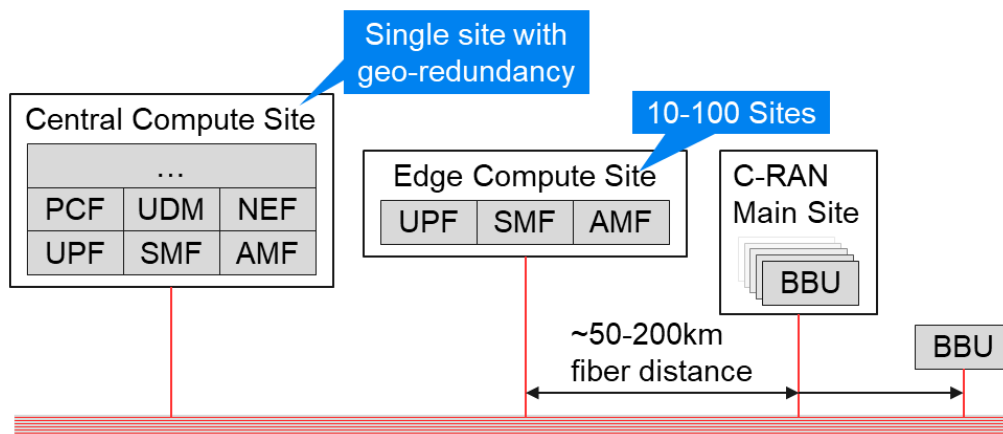 Single site with
geo-redundancy
Central Compute Site
...
PCF UDM NEF
UPF SMF AMF
10-100 Sites
Edge Compute Site
UPF SMF AMF
C-RAN
Main Site
BBU
~50-200km
fiber distance
BBU